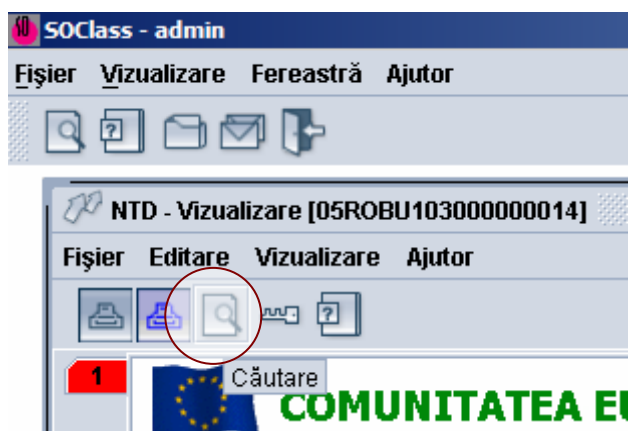 SOClass - admin
Fişier Vizualizare Fereastră Ajutor
NTD - Vizualizare [05ROBU103000000014]
Fişier Editare Vizualizare Ajutor
1
Căutare
COMUNITATEA EU